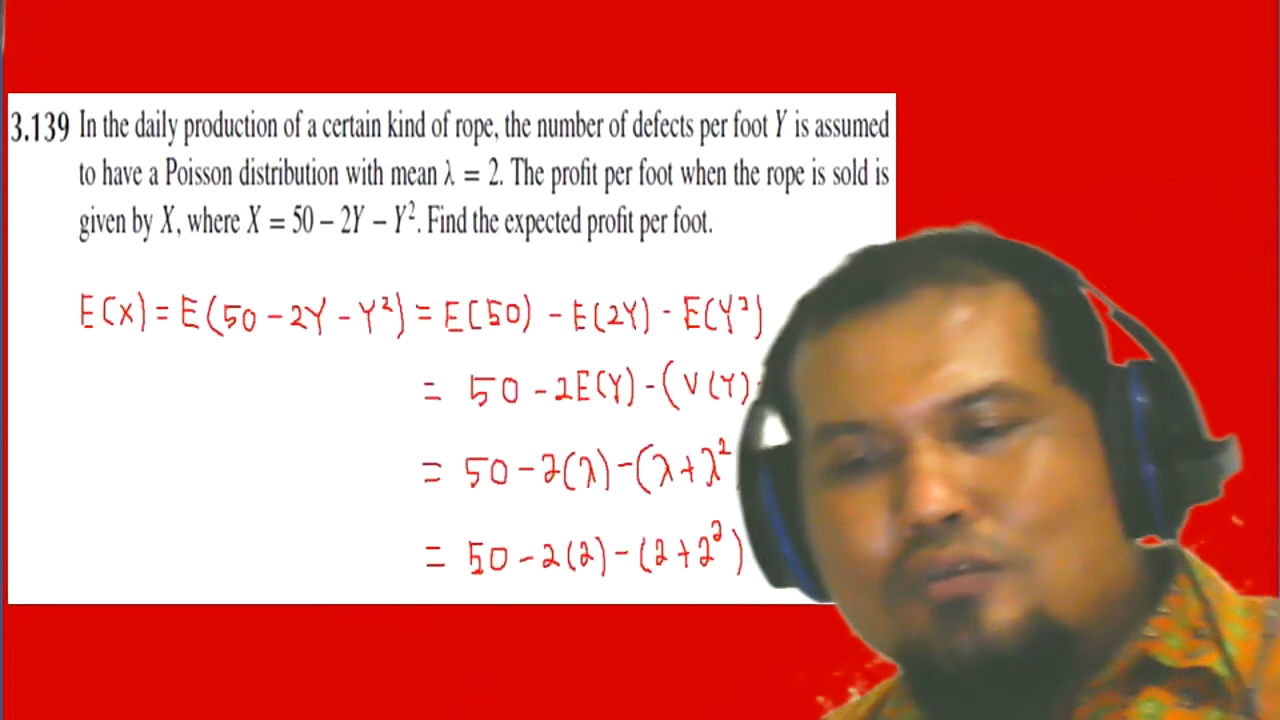 3.139 In the daily production of a certain kind of rope, the number of defects per foot Y is assumed
to have a Poisson distribution with mean λ = 2. The profit per foot when the rope is sold is
given by X, where X = 50 – 2Y – Y². Find the expected profit per foot.
E(X) = E(50 - 2Y - Y²) = E(50) - E(2Y) - E(Y²)
= 50 - 2E(Y) - (V(Y)
= 50 - 2(λ) - (λ + λ²
= 50 - 2(2) - (2 + 2²)